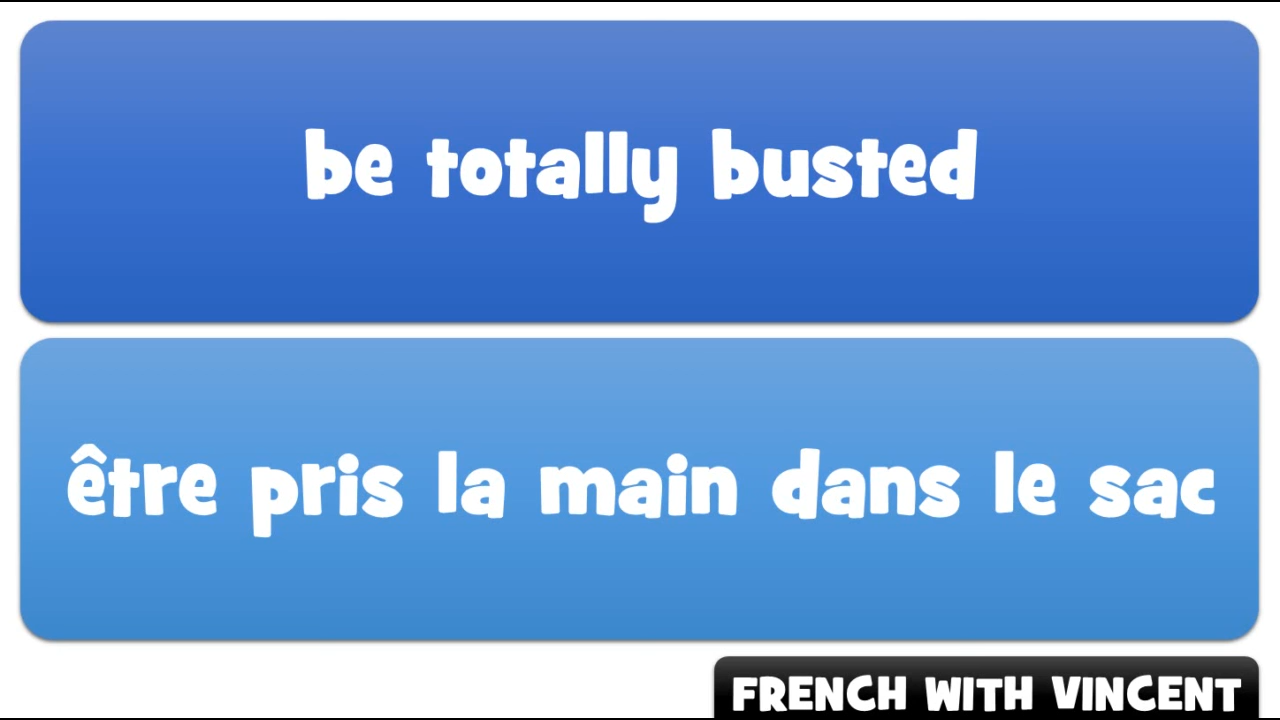 be totally busted
être pris la main dans le sac
FRENCH WITH VINCENT